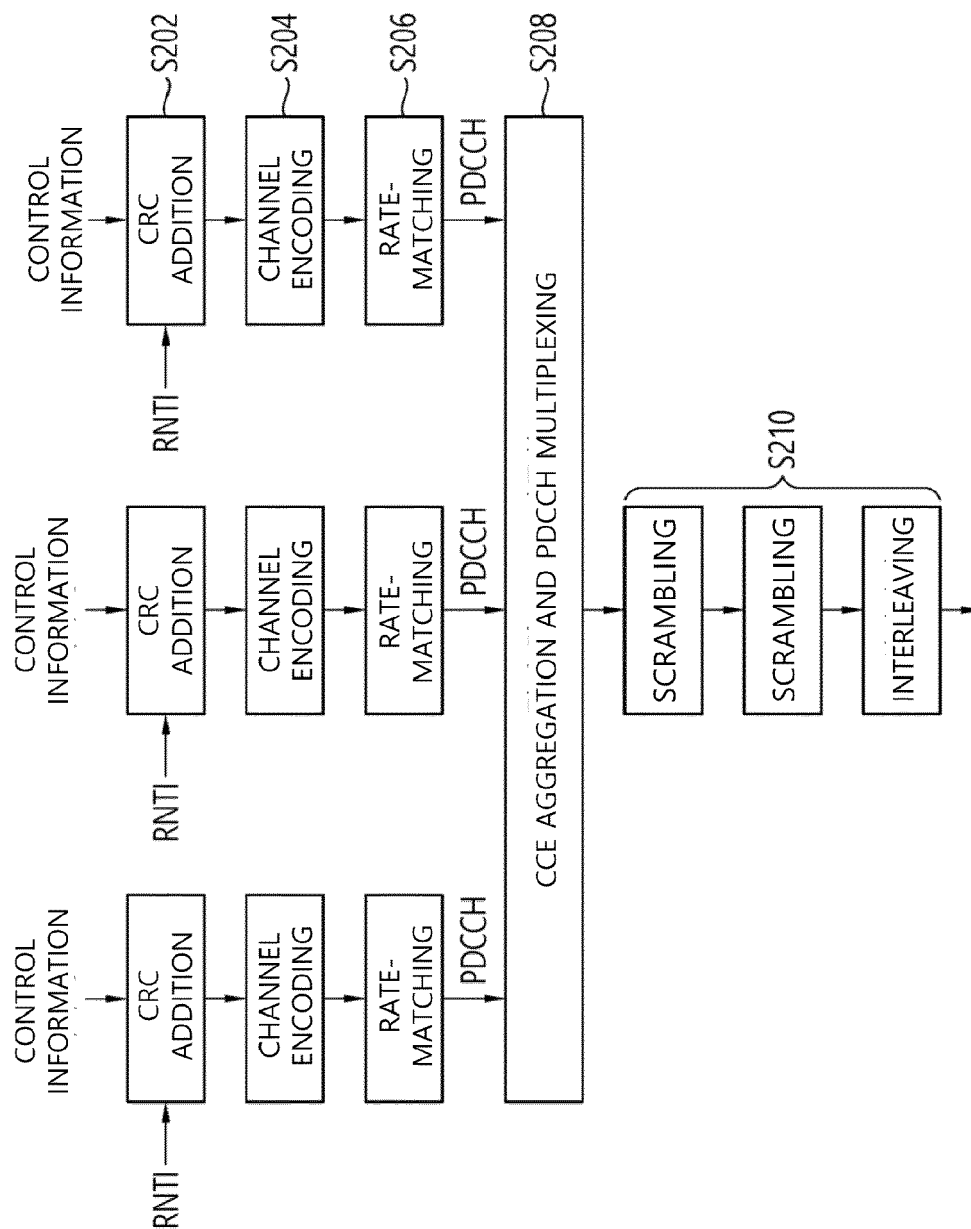 CONTROL
INFORMATION
CONTROL
INFORMATION
CONTROL
INFORMATION
RNTI
CRC
ADDITION
RNTI
CRC
ADDITION
RNTI
CRC
ADDITION
S202
CHANNEL
ENCODING
CHANNEL
ENCODING
CHANNEL
ENCODING
S204
RATE-
MATCHING
RATE-
MATCHING
RATE-
MATCHING
S206
PDCCH
PDCCH
PDCCH
CCE AGGREGATION AND PDCCH MULTIPLEXING
S208
SCRAMBLING
SCRAMBLING
INTERLEAVING
S210